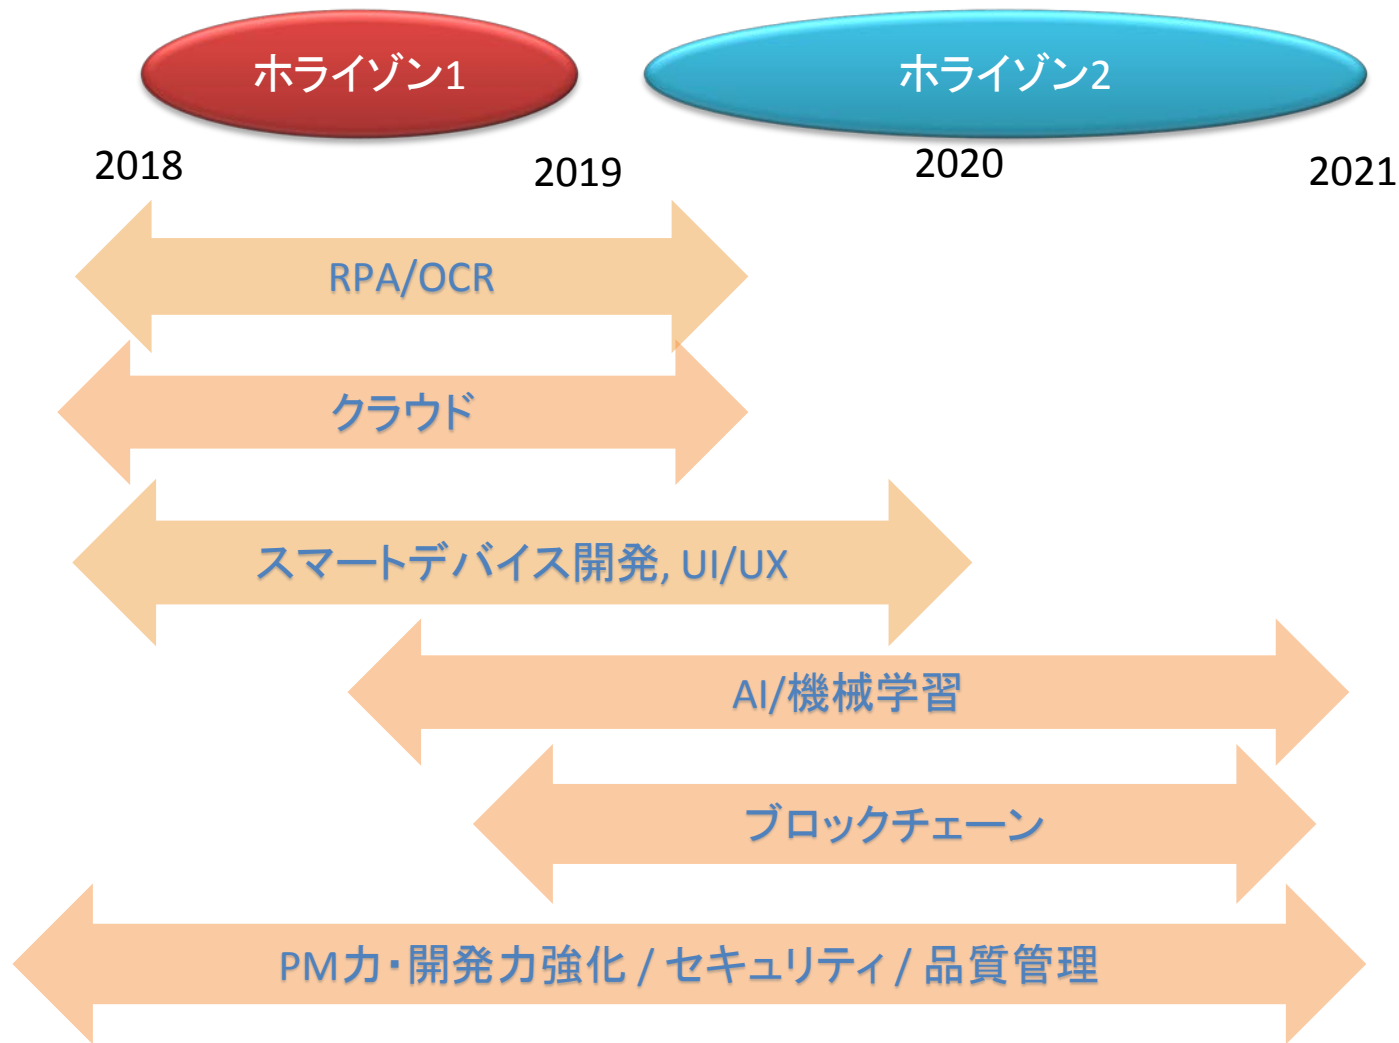 ホライゾン1
ホライゾン2
2018
2019
2020
2021
RPA/OCR
クラウド
スマートデバイス開発, UI/UX
AI/機械学習
ブロックチェーン
PM力・開発力強化 / セキュリティ / 品質管理